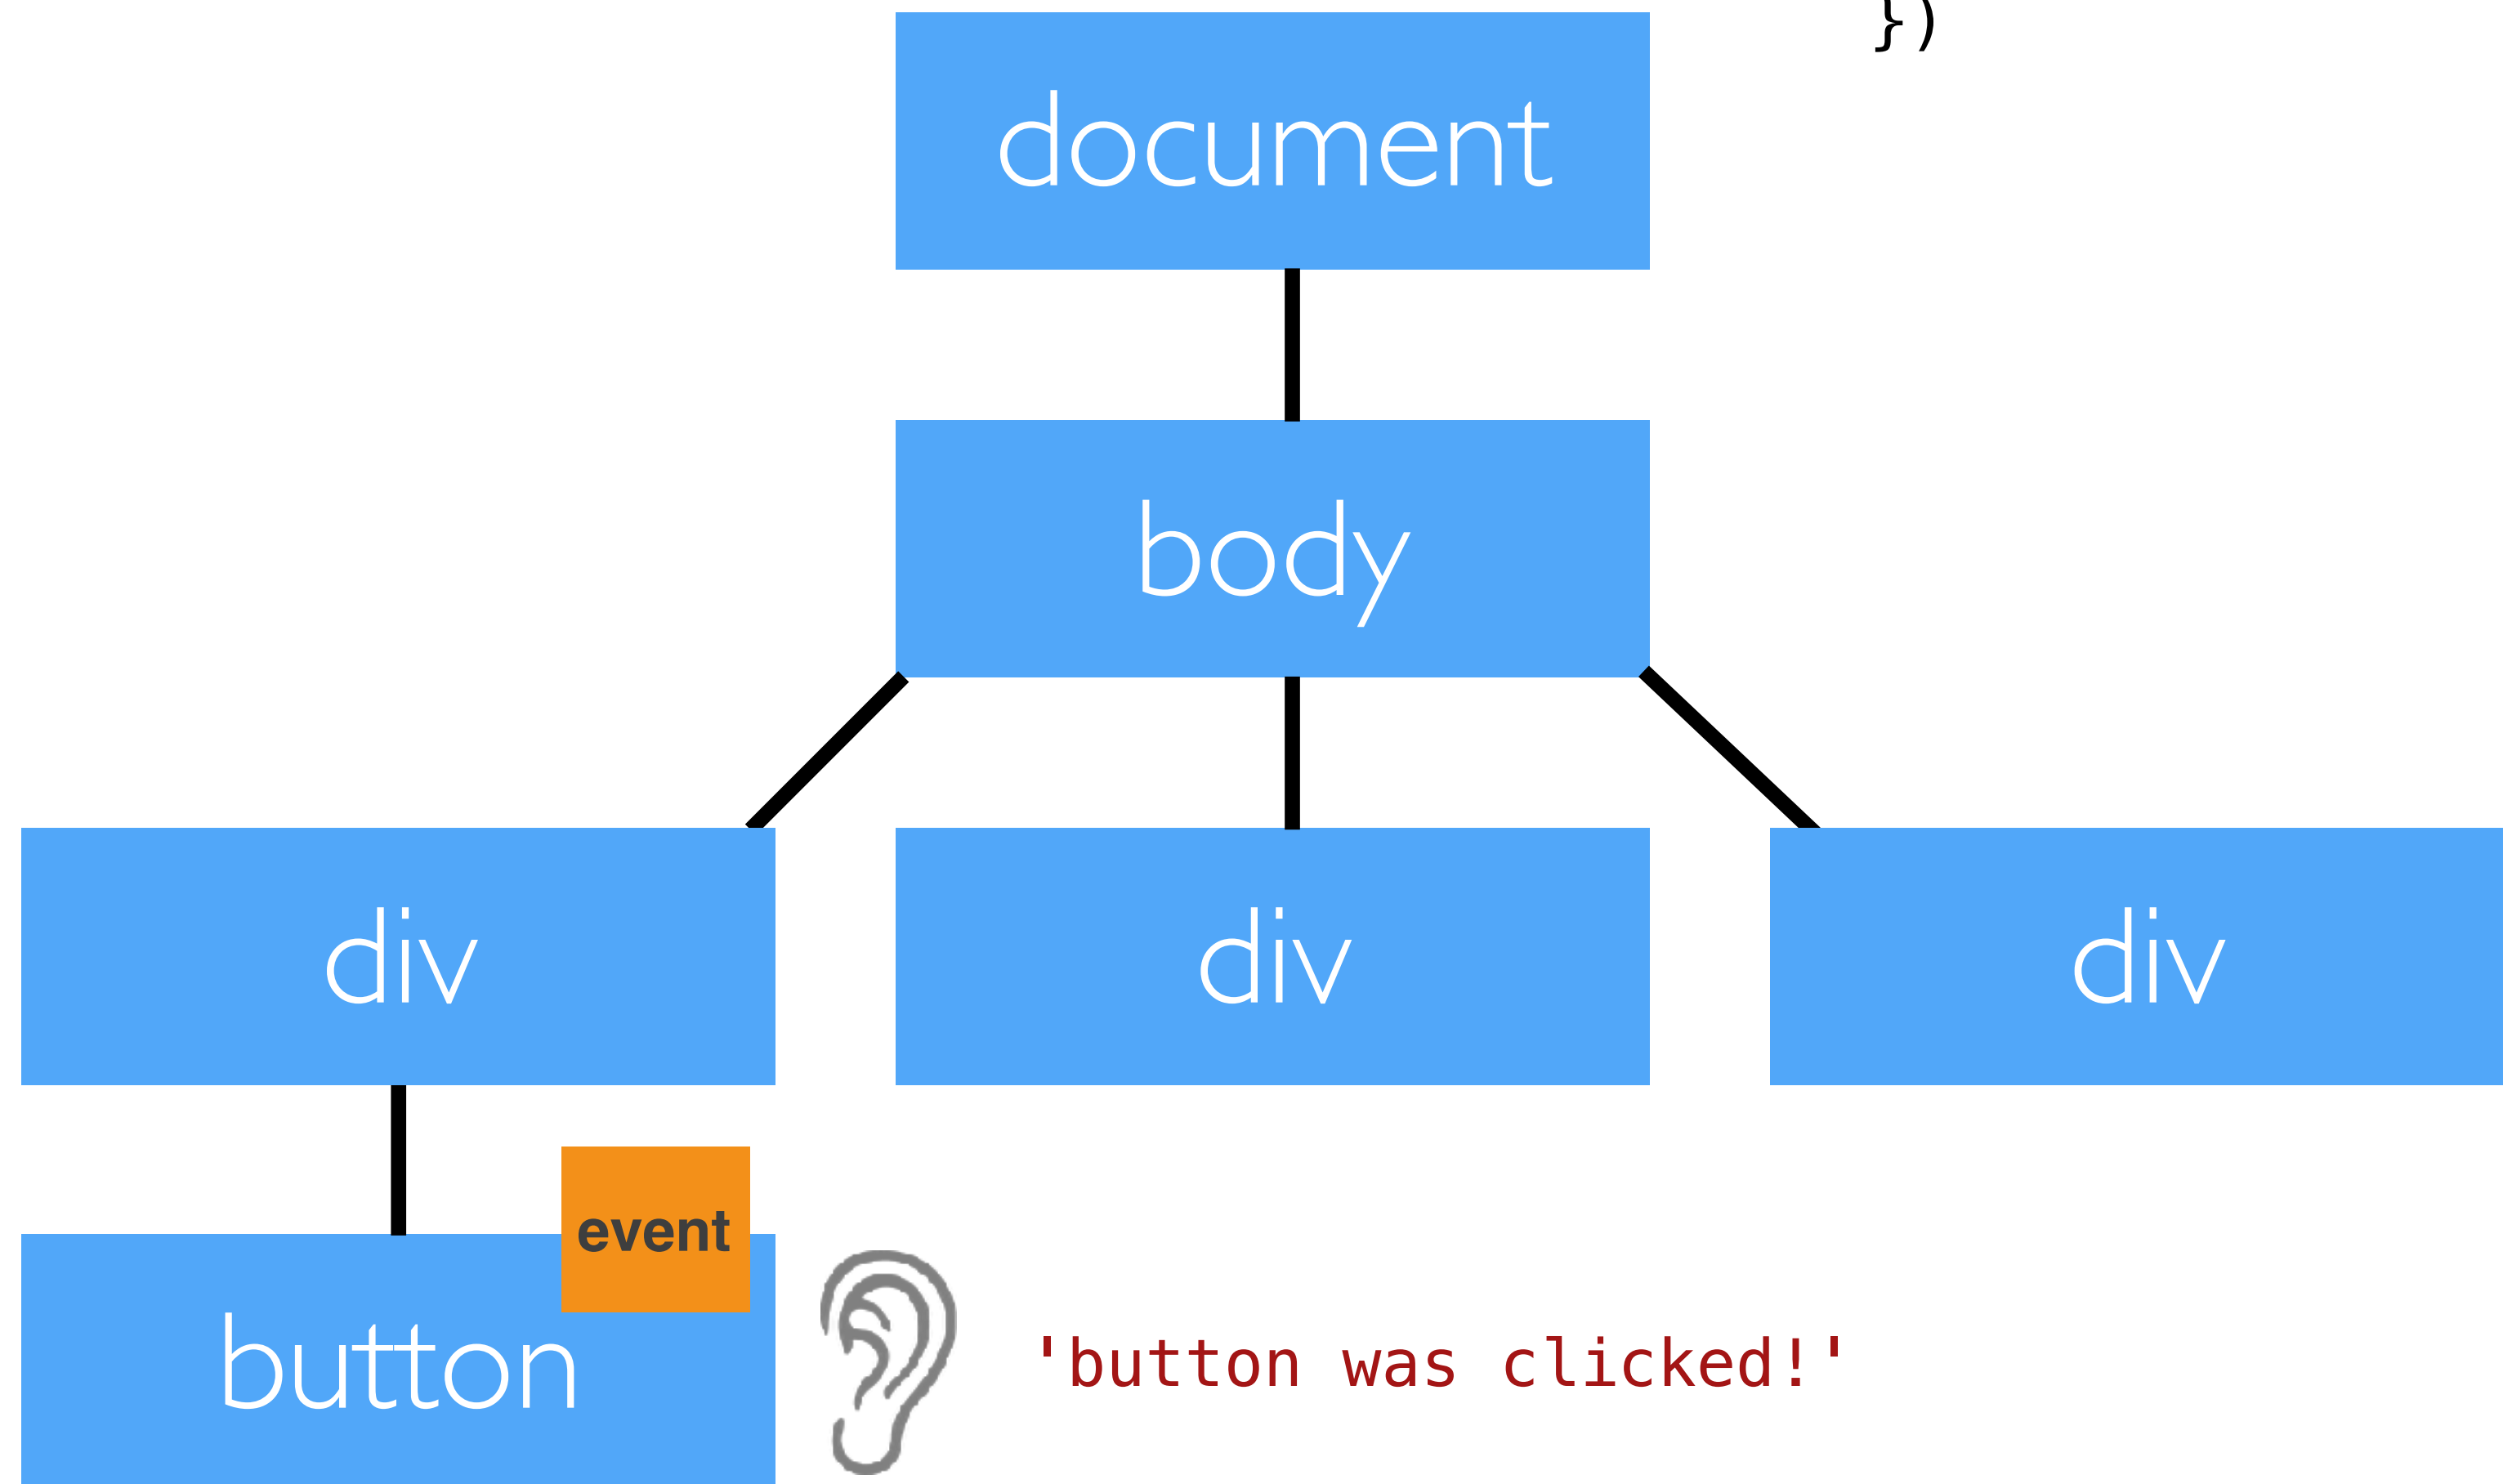 })
document
body
div div div
event
button
'button was clicked!'